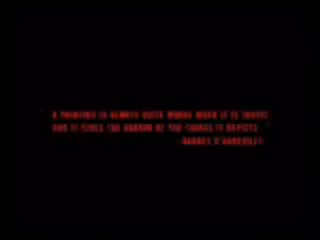 A PAINTING IS ALWAYS QUITE MORAL WHEN IT IS TRAGIC
AND IT GIVES THE HORROR OF THE THINGS IT DEPICTS.
-BARBEY D'AUREVILLY